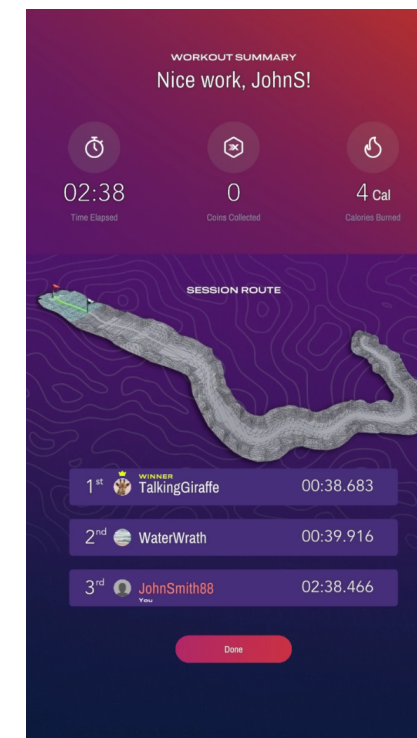 WORKOUT SUMMARY
Nice work, JohnS!
02:38
0
4 Cal
Time Elapsed
Coins Collected
Calories Burned
SESSION ROUTE
1st
WINNER
TalkingGiraffe
00:38.683
2nd
WaterWrath
00:39.916
3rd
JohnSmith88
02:38.466
You
Done